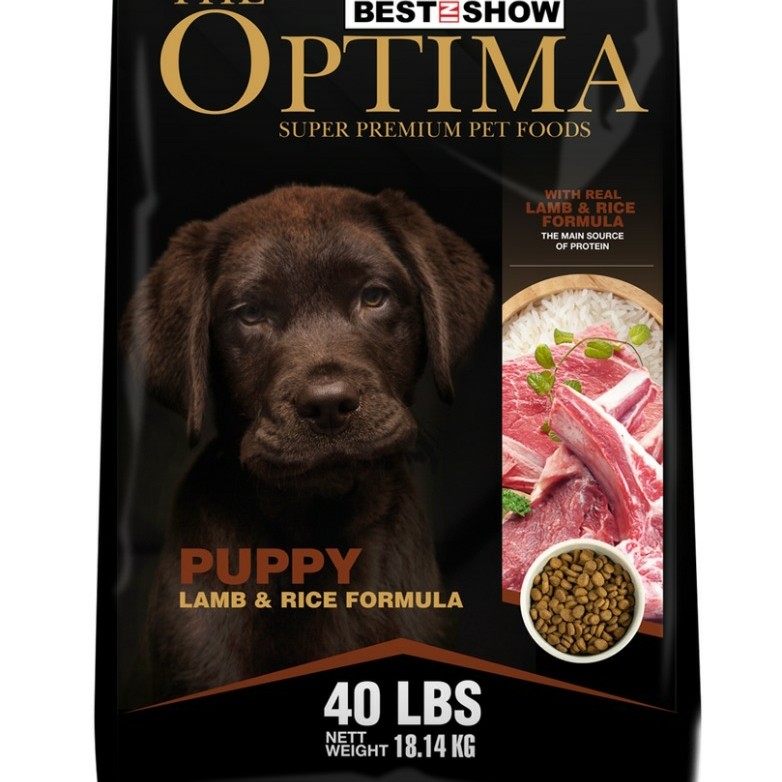 THE
BEST IN SHOW
OPTIMA
SUPER PREMIUM PET FOODS
WITH REAL
LAMB & RICE
FORMULA
THE MAIN SOURCE
OF PROTEIN
PUPPY
LAMB & RICE FORMULA
40 LBS
NETT
WEIGHT 18.14 KG